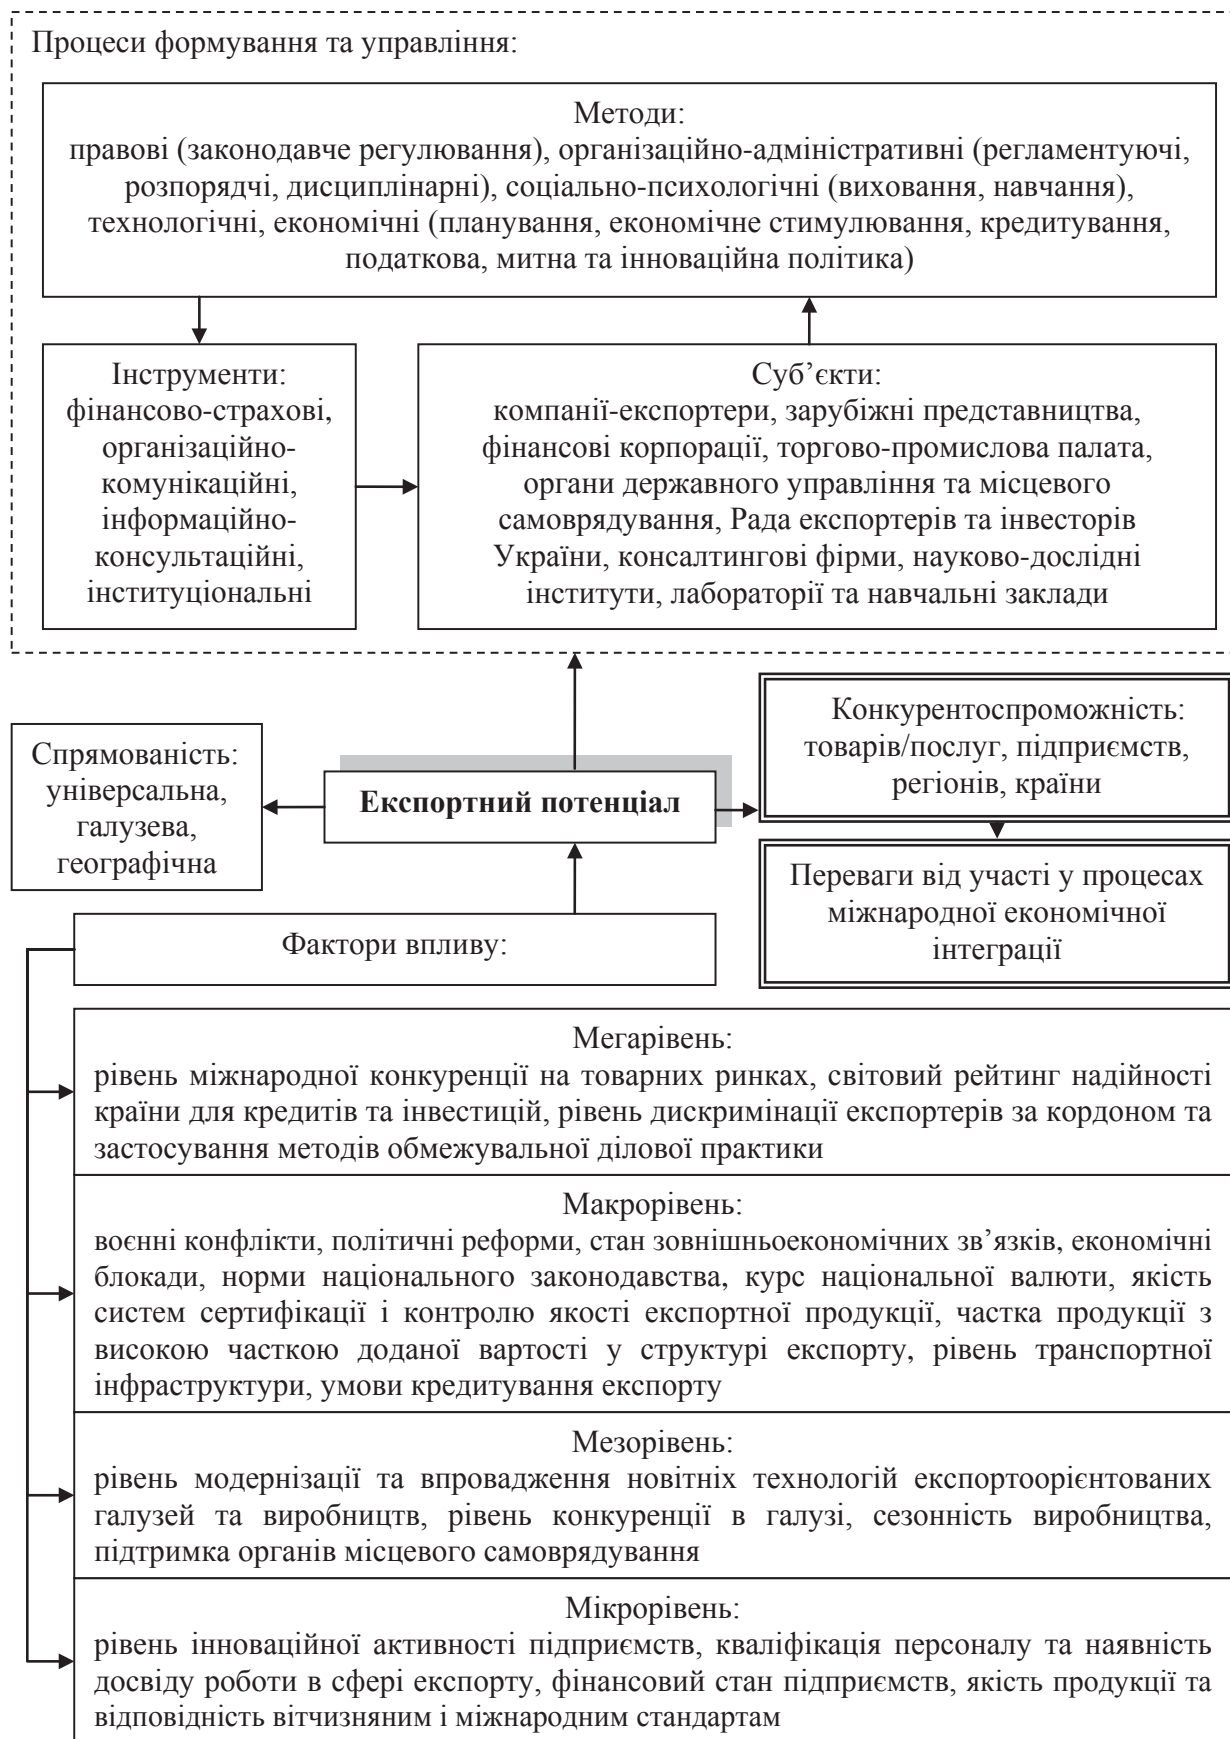 Процеси формування та управління:
Методи:
правові (законодавче регулювання), організаційно-адміністративні (регламентуючі,
розпорядчі, дисциплінарні), соціально-психологічні (виховання, навчання),
технологічні, економічні (планування, економічне стимулювання, кредитування,
податкова, митна та інноваційна політика)
Інструменти:
фінансово-страхові,
організаційно-
комунікаційні,
інформаційно-
консультаційні,
інституціональні
Суб’єкти:
компанії-експортери, зарубіжні представництва,
фінансові корпорації, торгово-промислова палата,
органи державного управління та місцевого
самоврядування, Рада експортерів та інвесторів
України, консалтингові фірми, науково-дослідні
інститути, лабораторії та навчальні заклади
Спрямованість:
універсальна,
галузева,
географічна
Експортний потенціал
Конкурентоспроможність:
товарів/послуг, підприємств,
регіонів, країни
Переваги від участі у процесах
міжнародної економічної
інтеграції
Фактори впливу:
Мегарівень:
рівень міжнародної конкуренції на товарних ринках, світовий рейтинг надійності
країни для кредитів та інвестицій, рівень дискримінації експортерів за кордоном та
застосування методів обмежувальної ділової практики
Макрорівень:
воєнні конфлікти, політичні реформи, стан зовнішньоекономічних зв’язків, економічні
блокади, норми національного законодавства, курс національної валюти, якість
систем сертифікації і контролю якості експортної продукції, частка продукції з
високою часткою доданої вартості у структурі експорту, рівень транспортної
інфраструктури, умови кредитування експорту
Мезорівень:
рівень модернізації та впровадження новітніх технологій експортоорієнтованих
галузей та виробництв, рівень конкуренції в галузі, сезонність виробництва,
підтримка органів місцевого самоврядування
Мікрорівень:
рівень інноваційної активності підприємств, кваліфікація персоналу та наявність
досвіду роботи в сфері експорту, фінансовий стан підприємств, якість продукції та
відповідність вітчизняним і міжнародним стандартам